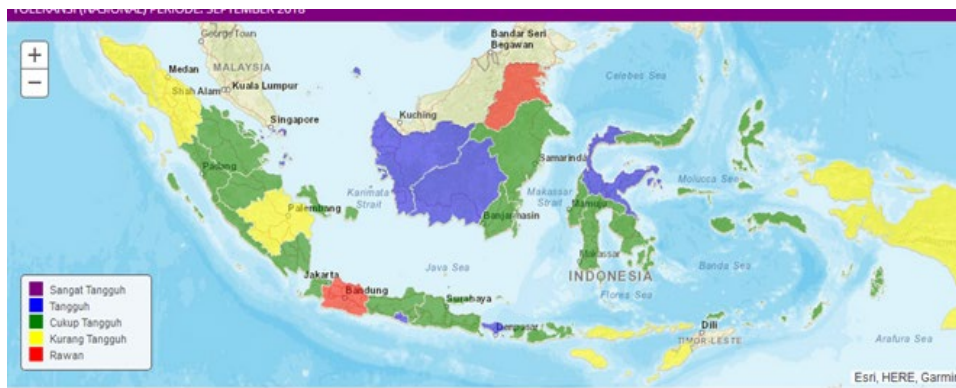 TOLERANSI (NASIONAL) PERIODE: SEPTEMBER 2018
+
−
George Town
Bandar Seri
Begawan
Medan
MALAYSIA
Celebes Sea
Shah Alam
Kuala Lumpur
Kuching
Singapore
Samarinda
Padang
Molucca Sea
Karimata
Strait
Makassar
Strait
Mamuju
Palembang
Banjarmasin
Makassar
Jakarta
Java Sea
INDONESIA
Banda Sea
Bandung
Surabaya
Flores Sea
Denpasar
Dili
TIMOR-LESTE
Arafura Sea
Sangat Tangguh
Tangguh
Cukup Tangguh
Kurang Tangguh
Rawan
Esri, HERE, Garmin